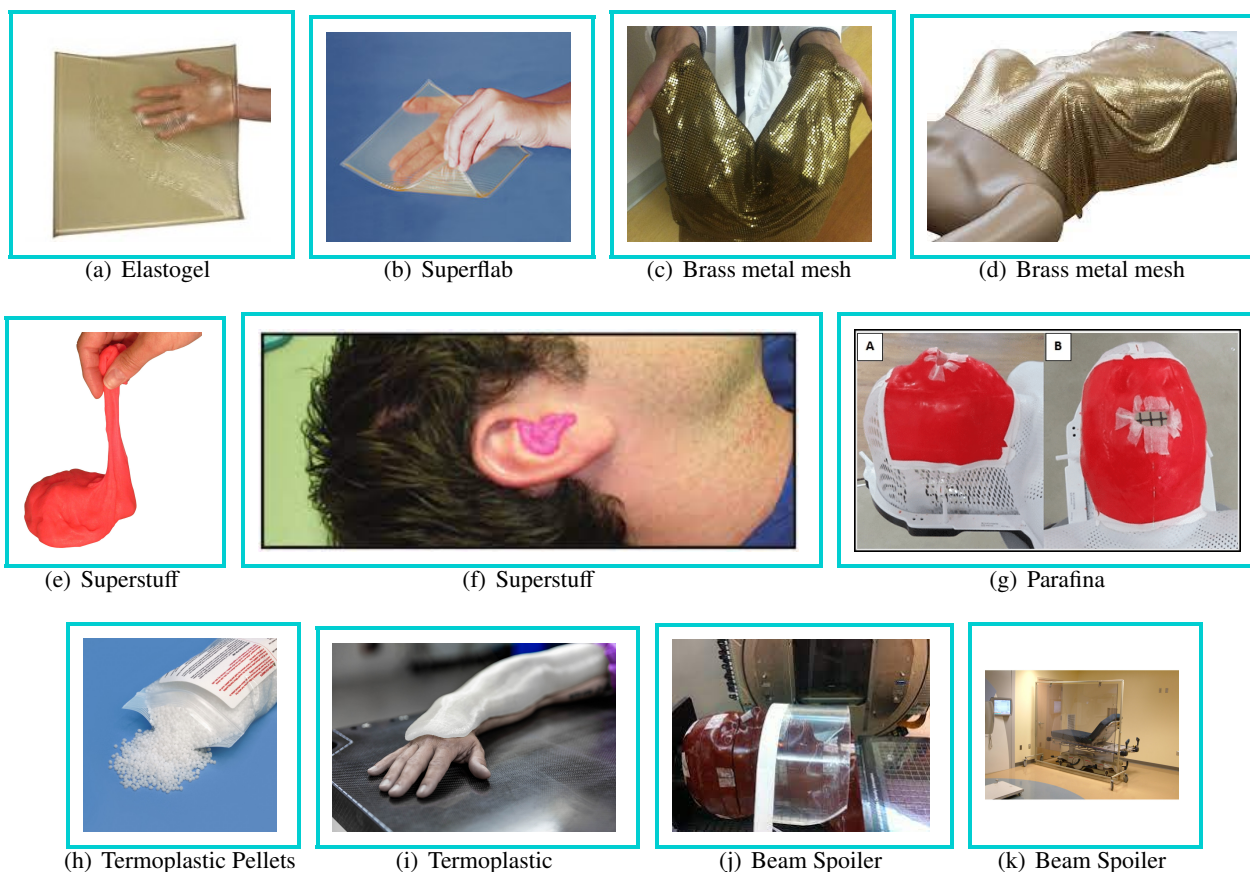 (a) Elastogel
(b) Superflab
(c) Brass metal mesh
(d) Brass metal mesh
A
B
(e) Superstuff
(f) Superstuff
(g) Parafina
(h) Termoplastic Pellets
(i) Termoplastic
(j) Beam Spoiler
(k) Beam Spoiler